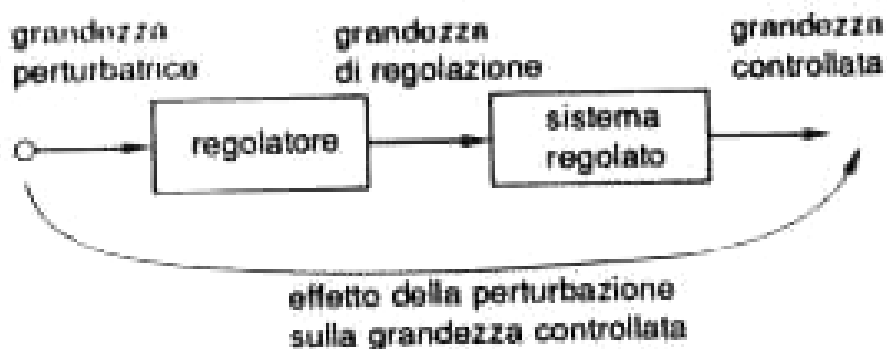 grandezza
perturbatrice
grandezza
di regolazione
grandezza
controllata
regolatore
sistema
regolato
effetto della perturbazione
sulla grandezza controllata